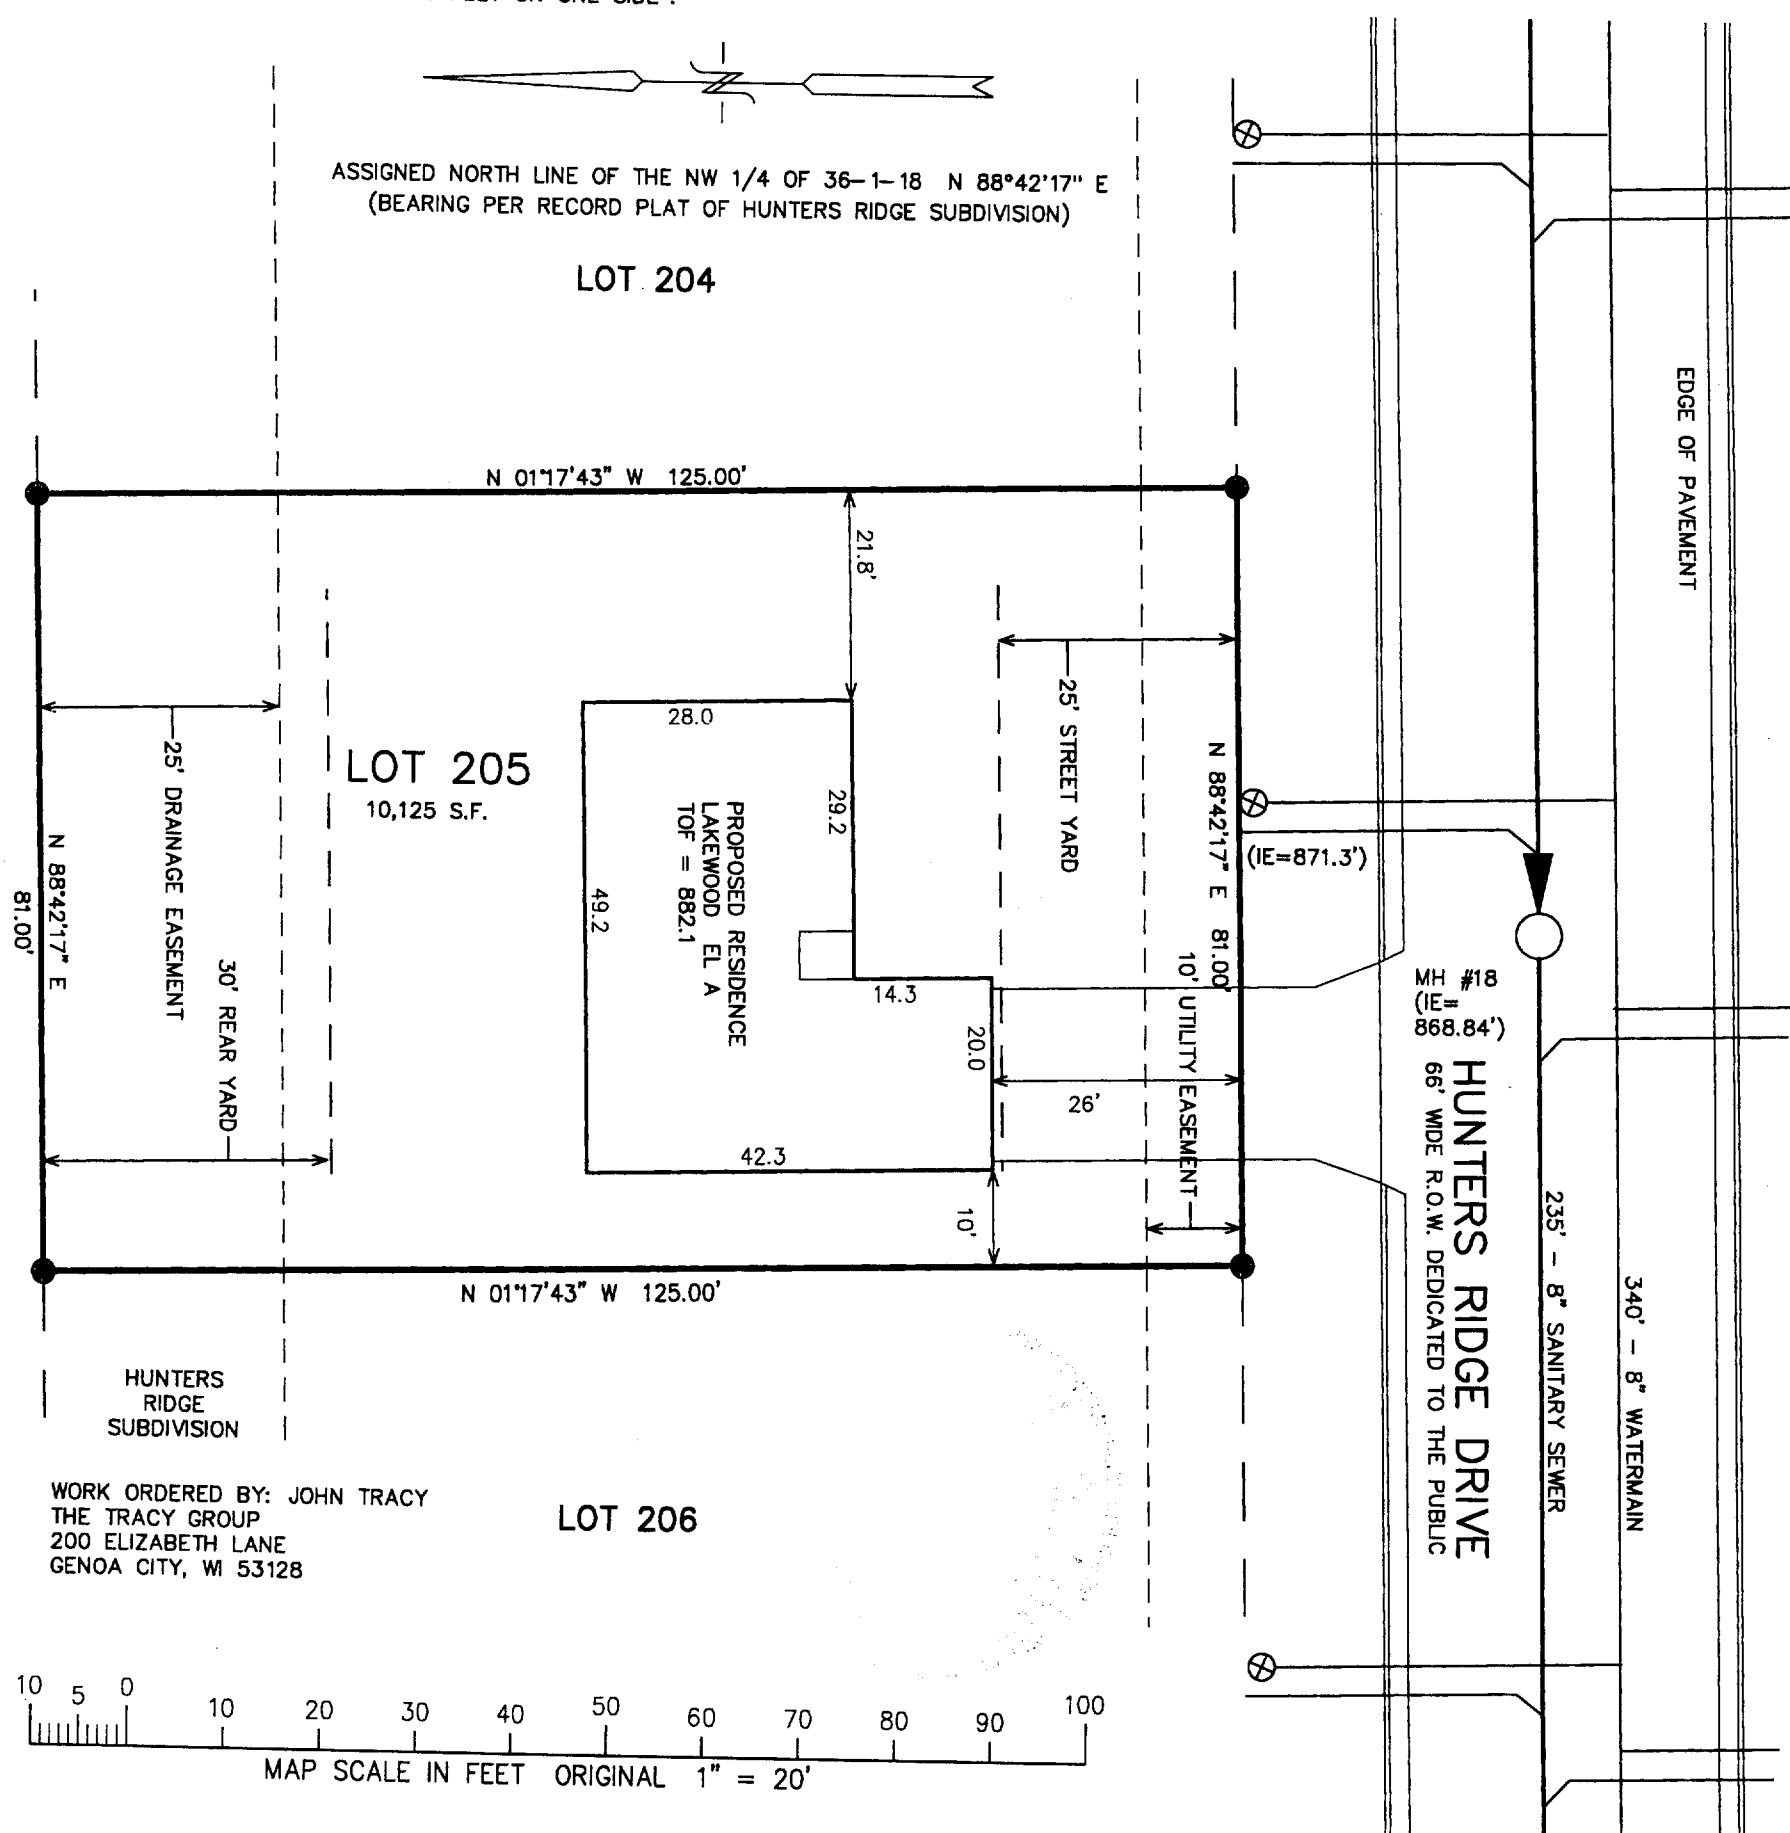 ASSIGNED NORTH LINE OF THE NW 1/4 OF 36-1-18 N 88°42'17" E
(BEARING PER RECORD PLAT OF HUNTERS RIDGE SUBDIVISION)
LOT 204
EDGE OF PAVEMENT
N 01°17'43" W 125.00'
21.8'
25' STREET YARD
28.0
29.2
49.2
14.3
20.0
42.3
26'
10'
LOT 205
10,125 S.F.
PROPOSED RESIDENCE
LAKEWOOD EL A
TOF = 882.1
25' DRAINAGE EASEMENT
30' REAR YARD
N 88°42'17" E
81.00'
N 88°42'17" E 81.00'
10' UTILITY EASEMENT
(IE=871.3')
MH #18
(IE=
868.84')
HUNTERS RIDGE DRIVE
66' WIDE R.O.W. DEDICATED TO THE PUBLIC
235' - 8" SANITARY SEWER
340' - 8" WATERMAIN
N 01°17'43" W 125.00'
HUNTERS
RIDGE
SUBDIVISION
WORK ORDERED BY: JOHN TRACY
THE TRACY GROUP
200 ELIZABETH LANE
GENOA CITY, WI 53128
LOT 206
10 5 0 10 20 30 40 50 60 70 80 90 100
MAP SCALE IN FEET ORIGINAL 1" = 20'